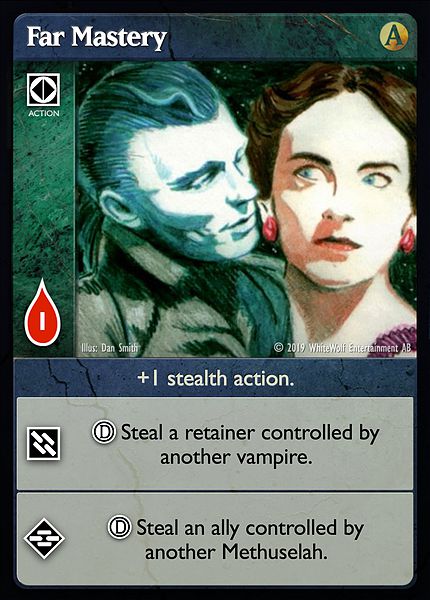 Far Mastery
A
ACTION
1
Illus: Dan Smith
© 2019 WhiteWolf Entertainment AB
+1 stealth action.
Ⓓ Steal a retainer controlled by
another vampire.
Ⓓ Steal an ally controlled by
another Methuselah.